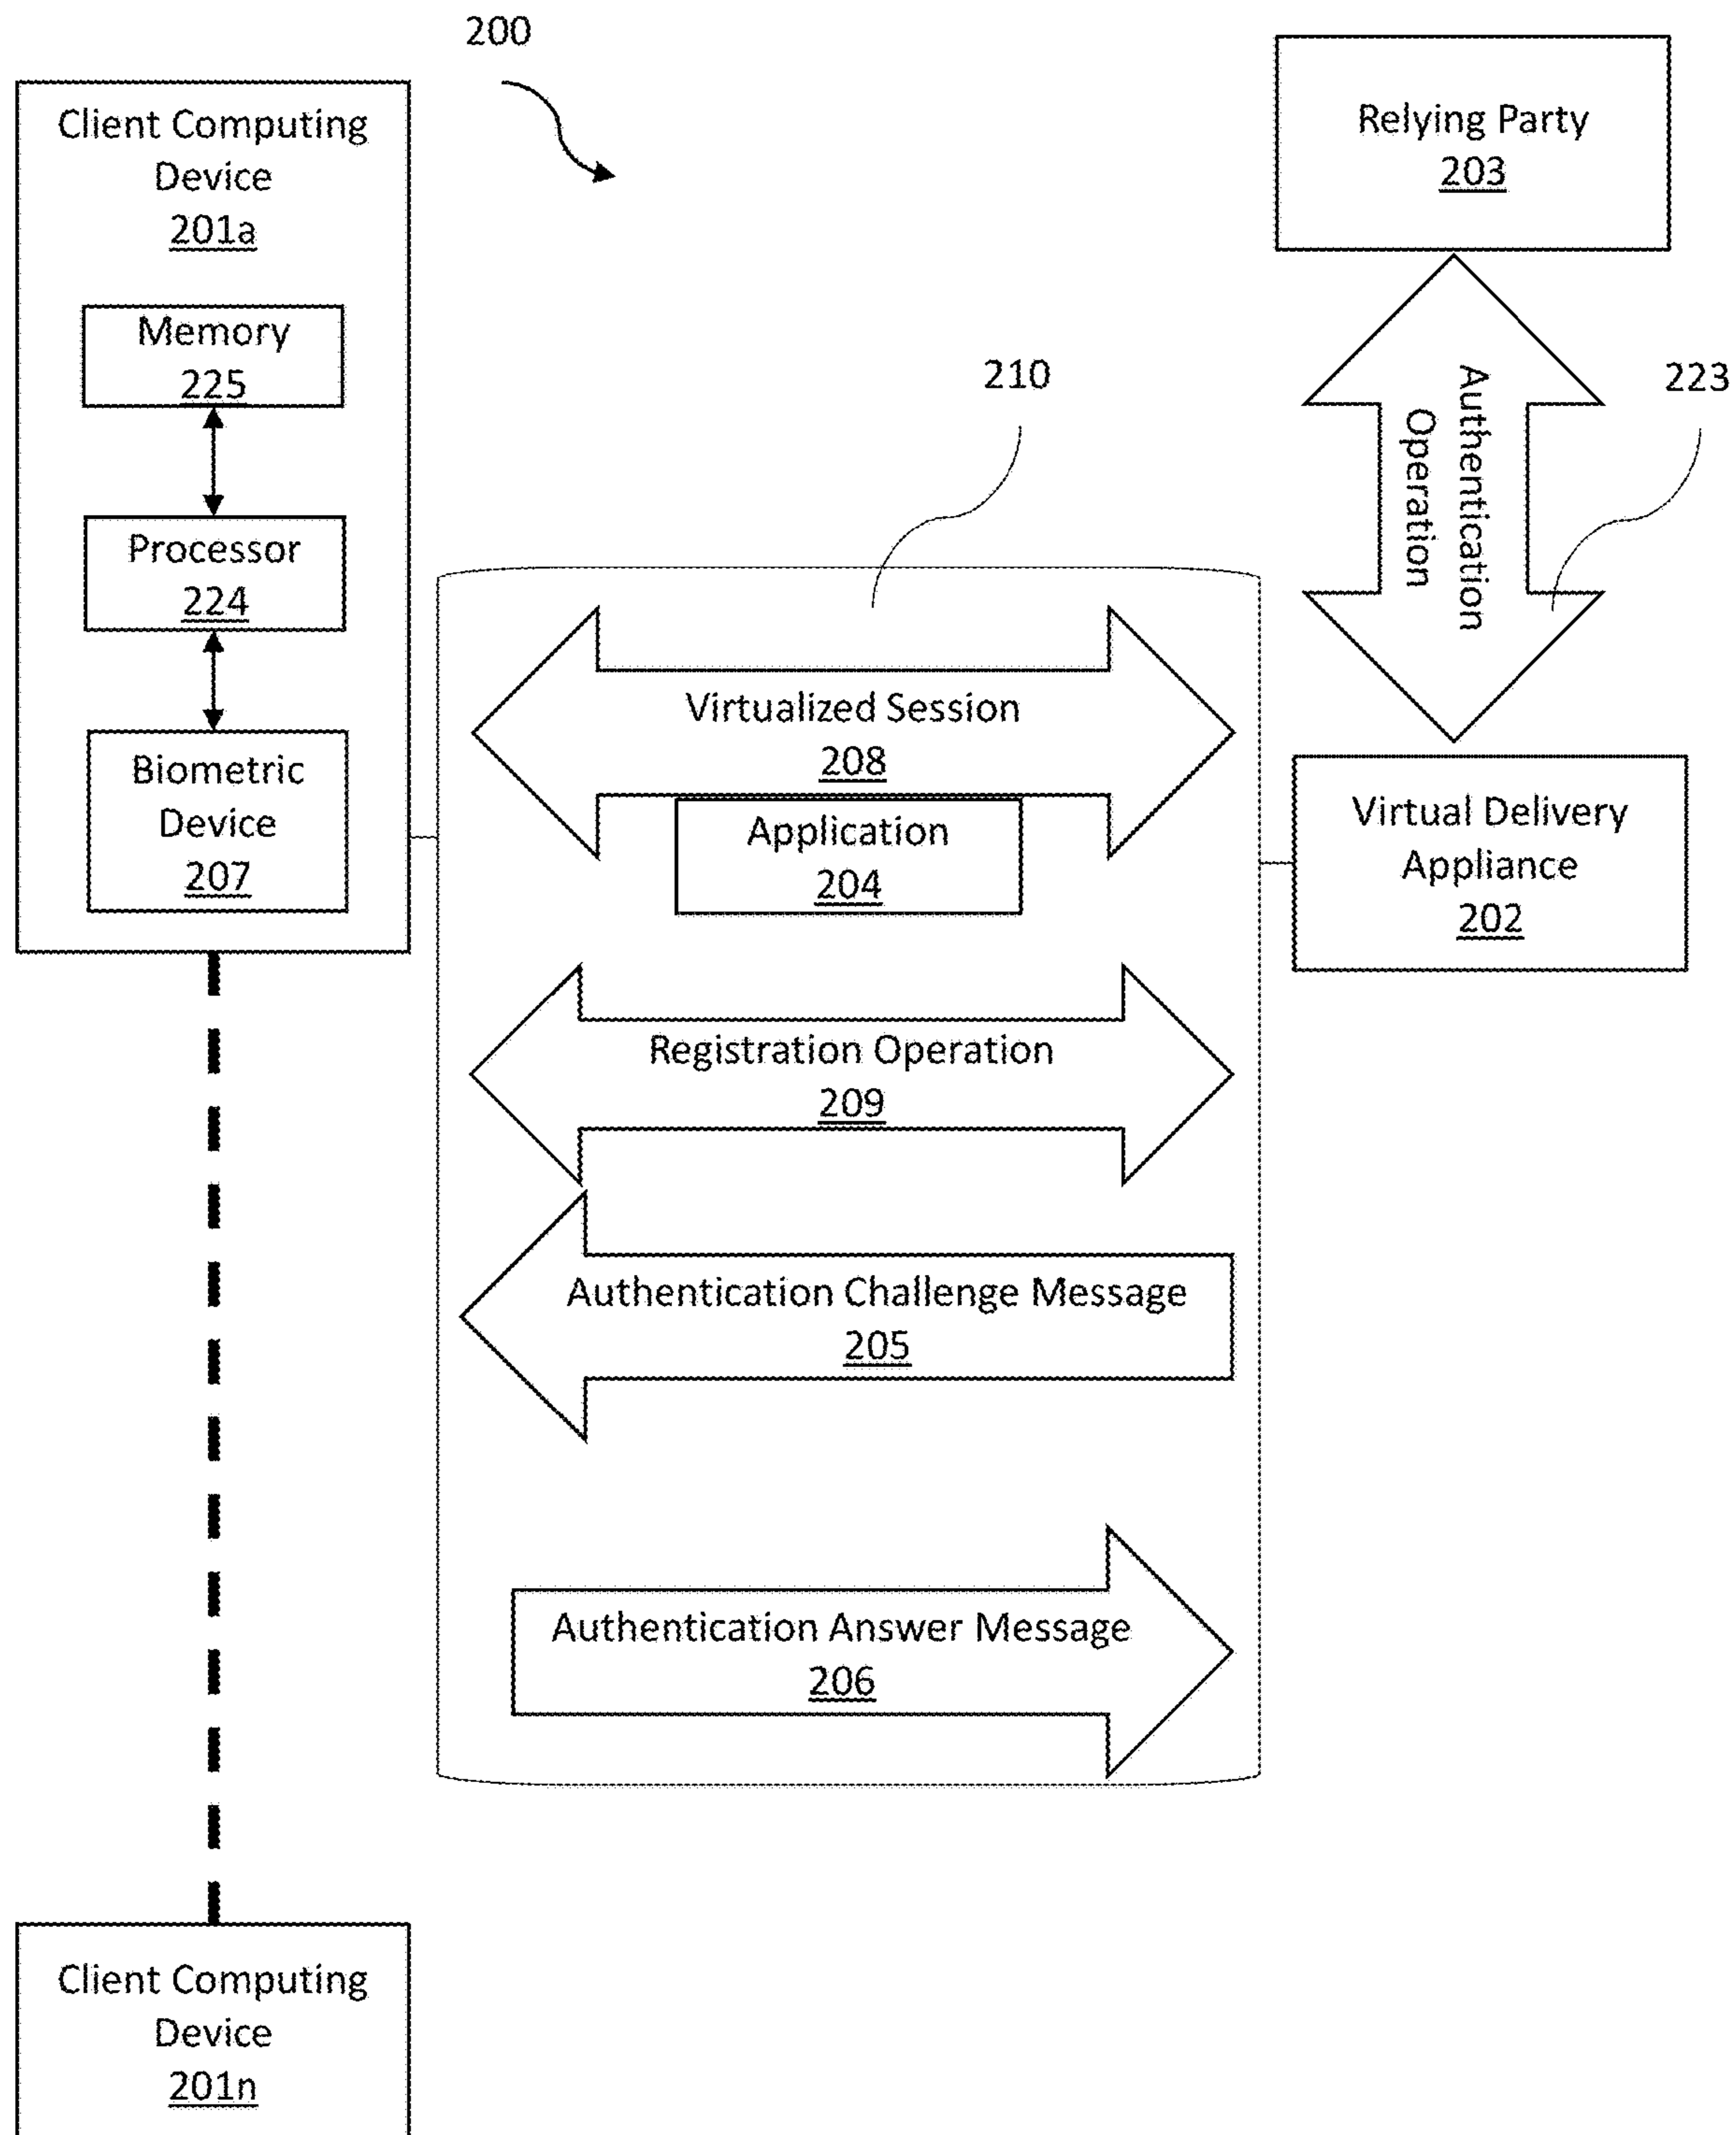 200
Client Computing
Device
201a
Memory
225
Processor
224
Biometric
Device
207
Relying Party
203
Authentication
Operation
223
210
Virtualized Session
208
Application
204
Virtual Delivery
Appliance
202
Registration Operation
209
Authentication Challenge Message
205
Authentication Answer Message
206
Client Computing
Device
201n